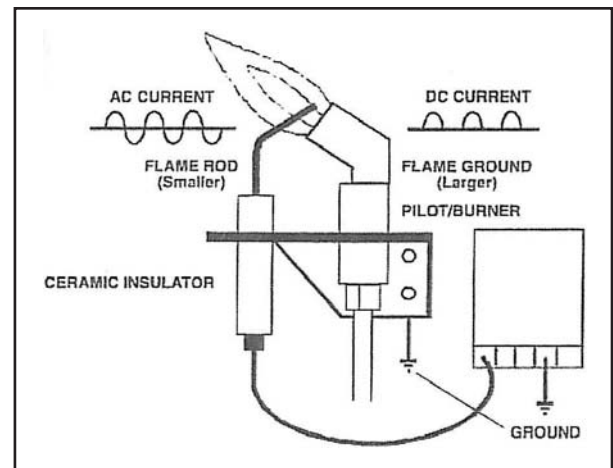 AC CURRENT
DC CURRENT
FLAME ROD
(Smaller)
FLAME GROUND
(Larger)
PILOT/BURNER
CERAMIC INSULATOR
GROUND